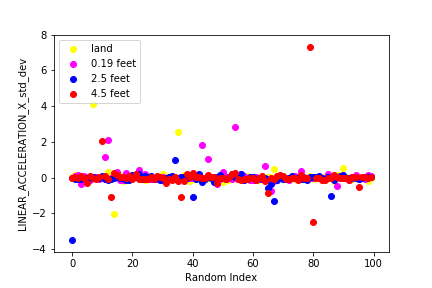 8
6
4
2
0
−2
−4
LINEAR_ACCELERATION_X_std_dev
land
0.19 feet
2.5 feet
4.5 feet
0 20 40 60 80 100
Random Index